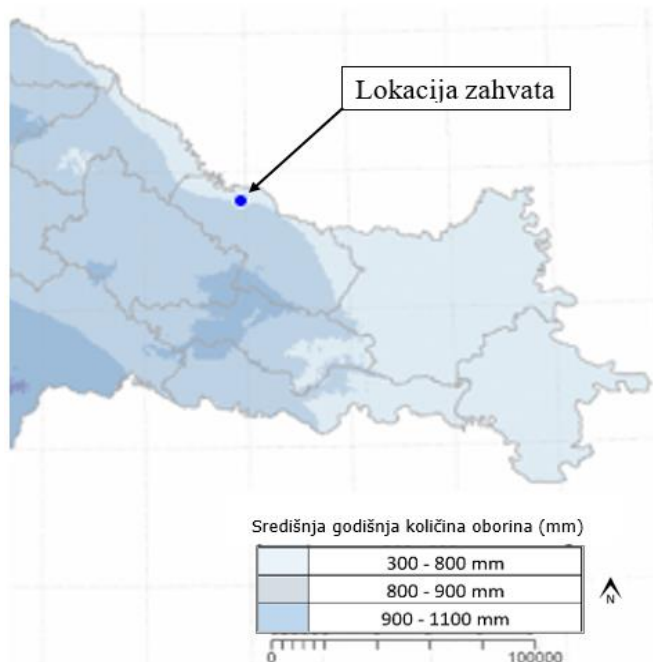 Lokacija zahvata
Središnja godišnja količina oborina (mm)
300 - 800 mm
800 - 900 mm
900 - 1100 mm
N
0 100000